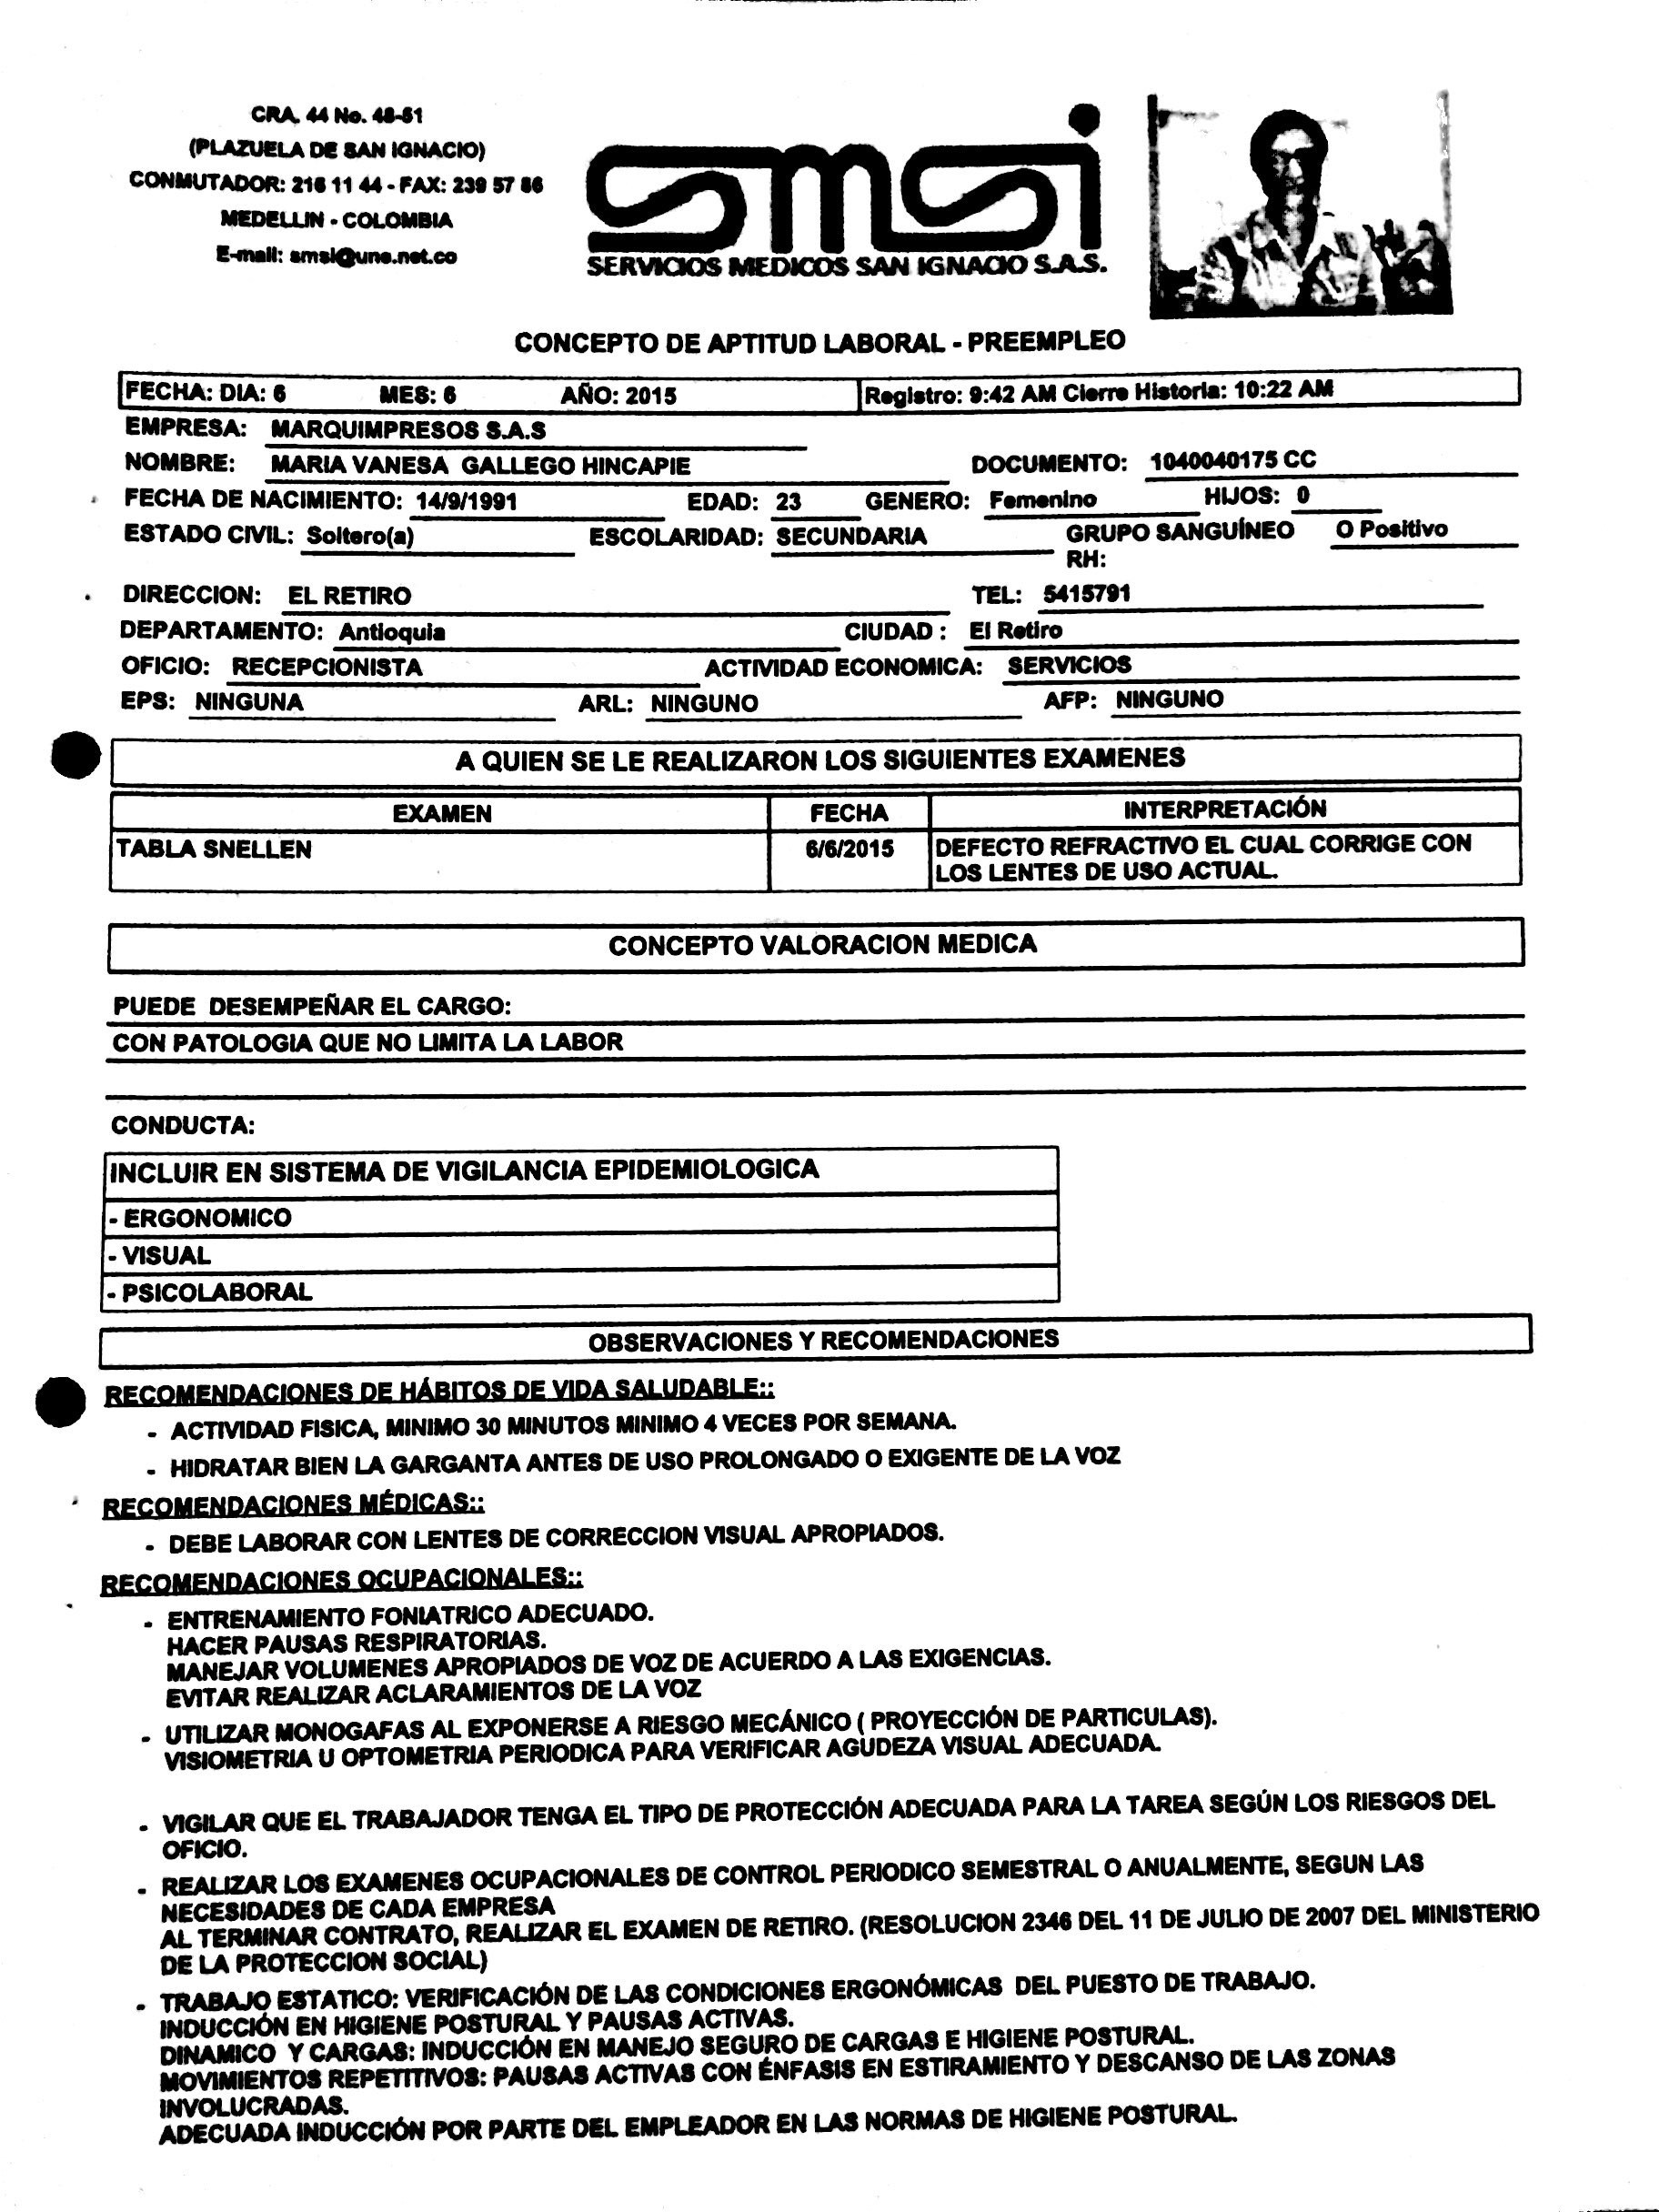 CRA. 44 No. 48-51
(PLAZUELA DE SAN IGNACIO)
CONMUTADOR: 216 11 44 - FAX: 239 57 86
MEDELLIN - COLOMBIA
E-mail: smsi@une.net.co
smsi
SERVICIOS MEDICOS SAN IGNACIO S.A.S.
CONCEPTO DE APTITUD LABORAL - PREEMPLEO
FECHA: DIA: 6 MES: 6 AÑO: 2015 Registro: 9:42 AM Cierre Historia: 10:22 AM
EMPRESA: MARQUIMPRESOS S.A.S
NOMBRE: MARIA VANESA GALLEGO HINCAPIE DOCUMENTO: 1040040175 CC
FECHA DE NACIMIENTO: 14/9/1991 EDAD: 23 GENERO: Femenino HIJOS: 0
ESTADO CIVIL: Soltero(a) ESCOLARIDAD: SECUNDARIA GRUPO SANGUÍNEO O Positivo
RH:
DIRECCION: EL RETIRO TEL: 5415791
DEPARTAMENTO: Antioquia CIUDAD : El Retiro
OFICIO: RECEPCIONISTA ACTIVIDAD ECONOMICA: SERVICIOS
EPS: NINGUNA ARL: NINGUNO AFP: NINGUNO
A QUIEN SE LE REALIZARON LOS SIGUIENTES EXAMENES
EXAMEN FECHA INTERPRETACIÓN
TABLA SNELLEN 6/6/2015 DEFECTO REFRACTIVO EL CUAL CORRIGE CON
LOS LENTES DE USO ACTUAL.
CONCEPTO VALORACION MEDICA
PUEDE DESEMPEÑAR EL CARGO:
CON PATOLOGIA QUE NO LIMITA LA LABOR
CONDUCTA:
INCLUIR EN SISTEMA DE VIGILANCIA EPIDEMIOLOGICA
- ERGONOMICO
- VISUAL
- PSICOLABORAL
OBSERVACIONES Y RECOMENDACIONES
RECOMENDACIONES DE HÁBITOS DE VIDA SALUDABLE::
- ACTIVIDAD FISICA, MINIMO 30 MINUTOS MINIMO 4 VECES POR SEMANA.
- HIDRATAR BIEN LA GARGANTA ANTES DE USO PROLONGADO O EXIGENTE DE LA VOZ
RECOMENDACIONES MÉDICAS::
- DEBE LABORAR CON LENTES DE CORRECCION VISUAL APROPIADOS.
RECOMENDACIONES OCUPACIONALES::
- ENTRENAMIENTO FONIATRICO ADECUADO.
HACER PAUSAS RESPIRATORIAS.
MANEJAR VOLUMENES APROPIADOS DE VOZ DE ACUERDO A LAS EXIGENCIAS.
EVITAR REALIZAR ACLARAMIENTOS DE LA VOZ
- UTILIZAR MONOGAFAS AL EXPONERSE A RIESGO MECÁNICO ( PROYECCIÓN DE PARTICULAS).
VISIOMETRIA U OPTOMETRIA PERIODICA PARA VERIFICAR AGUDEZA VISUAL ADECUADA.
- VIGILAR QUE EL TRABAJADOR TENGA EL TIPO DE PROTECCIÓN ADECUADA PARA LA TAREA SEGÚN LOS RIESGOS DEL
OFICIO.
- REALIZAR LOS EXAMENES OCUPACIONALES DE CONTROL PERIODICO SEMESTRAL O ANUALMENTE, SEGUN LAS
NECESIDADES DE CADA EMPRESA
AL TERMINAR CONTRATO, REALIZAR EL EXAMEN DE RETIRO. (RESOLUCION 2346 DEL 11 DE JULIO DE 2007 DEL MINISTERIO
DE LA PROTECCION SOCIAL)
- TRABAJO ESTATICO: VERIFICACIÓN DE LAS CONDICIONES ERGONÓMICAS DEL PUESTO DE TRABAJO.
INDUCCIÓN EN HIGIENE POSTURAL Y PAUSAS ACTIVAS.
DINAMICO Y CARGAS: INDUCCIÓN EN MANEJO SEGURO DE CARGAS E HIGIENE POSTURAL.
MOVIMIENTOS REPETITIVOS: PAUSAS ACTIVAS CON ÉNFASIS EN ESTIRAMIENTO Y DESCANSO DE LAS ZONAS
INVOLUCRADAS.
ADECUADA INDUCCIÓN POR PARTE DEL EMPLEADOR EN LAS NORMAS DE HIGIENE POSTURAL.